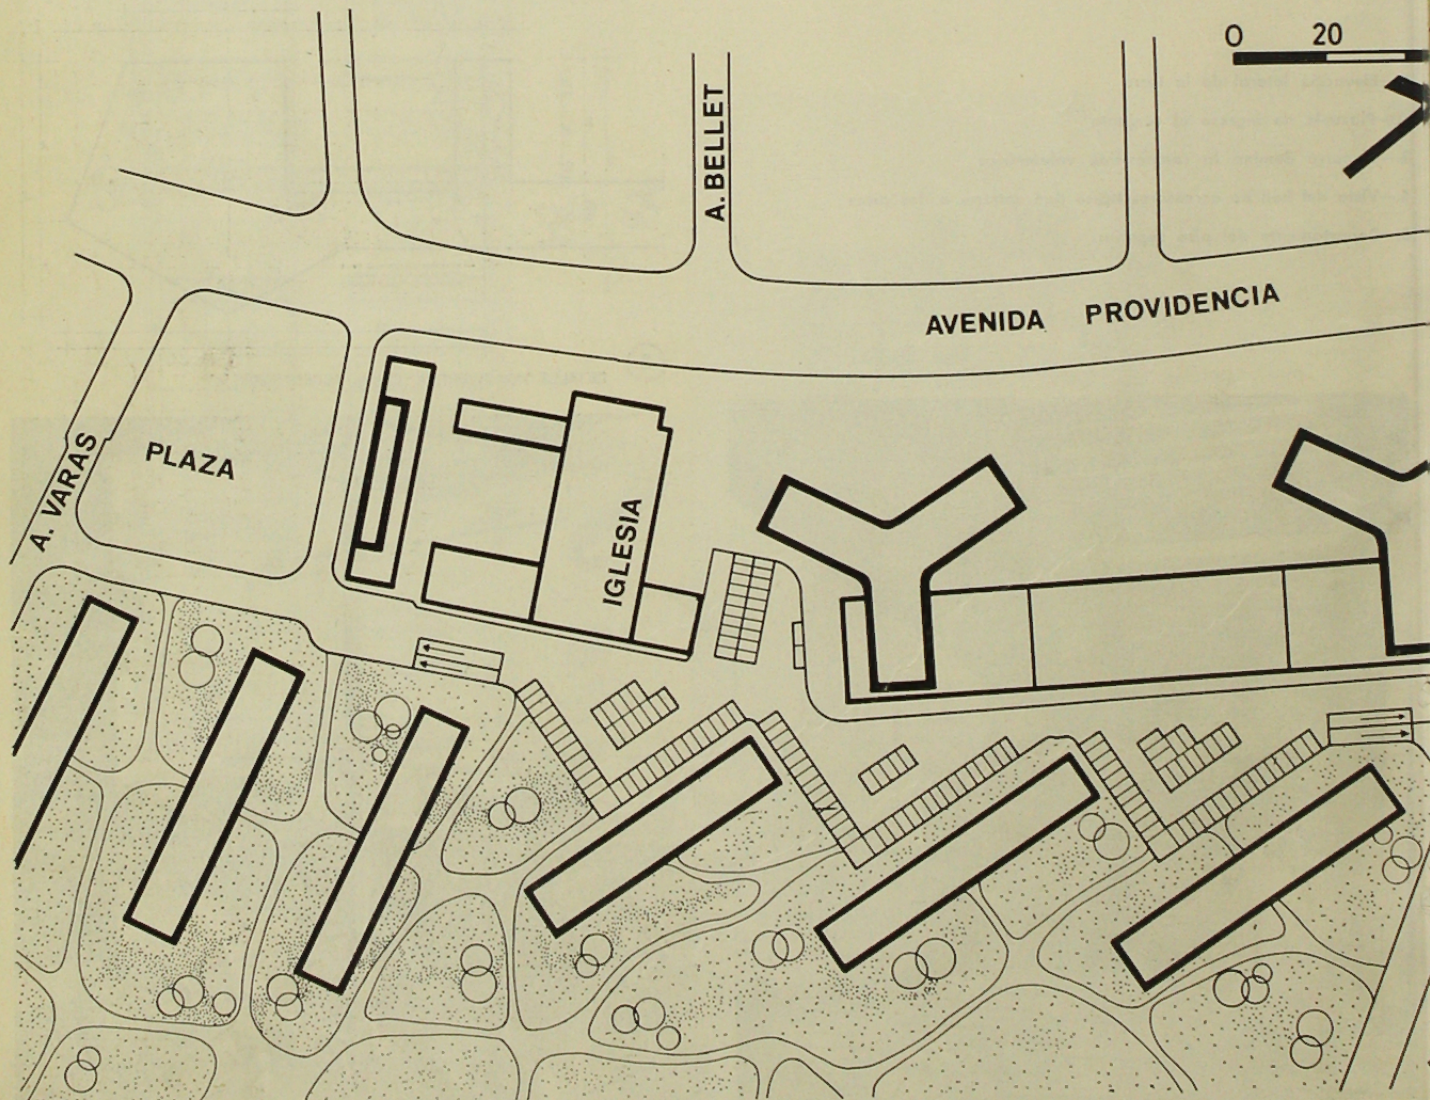 0 20
A. BELLET
AVENIDA PROVIDENCIA
PLAZA
A. VARAS
IGLESIA